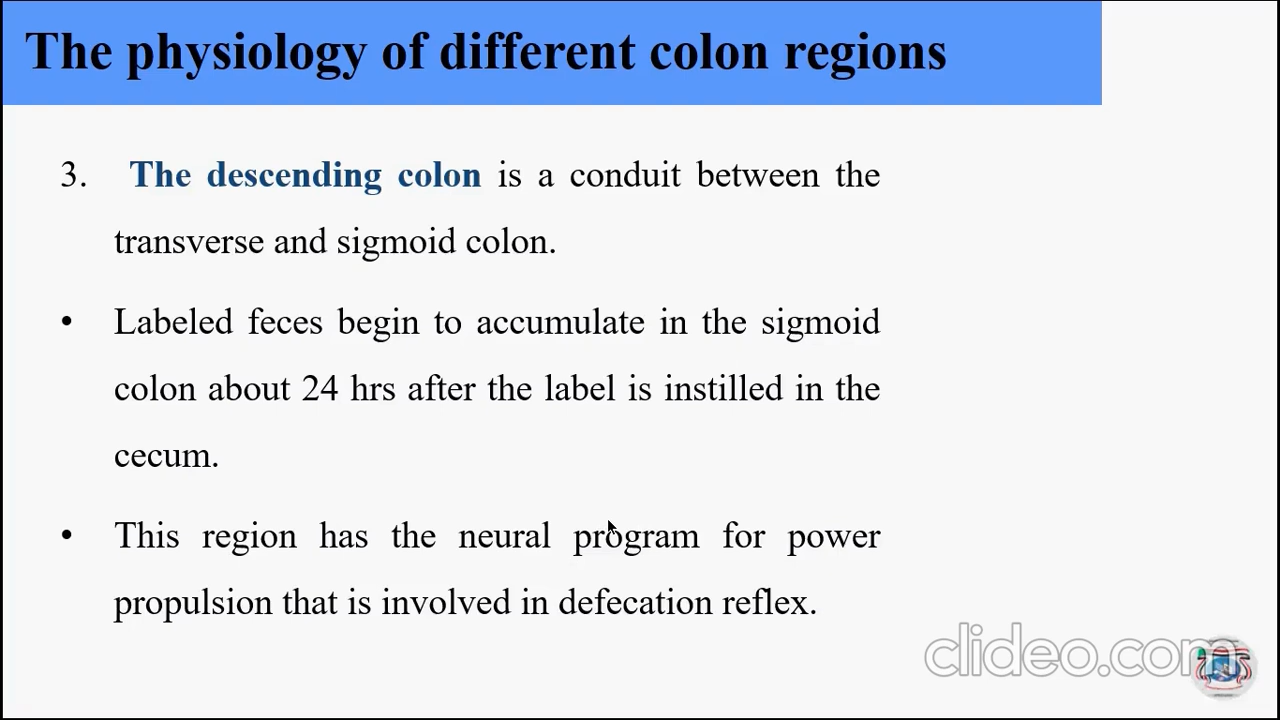 The physiology of different colon regions
3. The descending colon is a conduit between the
transverse and sigmoid colon.
• Labeled feces begin to accumulate in the sigmoid
colon about 24 hrs after the label is instilled in the
cecum.
• This region has the neural program for power
propulsion that is involved in defecation reflex.
clideo.com